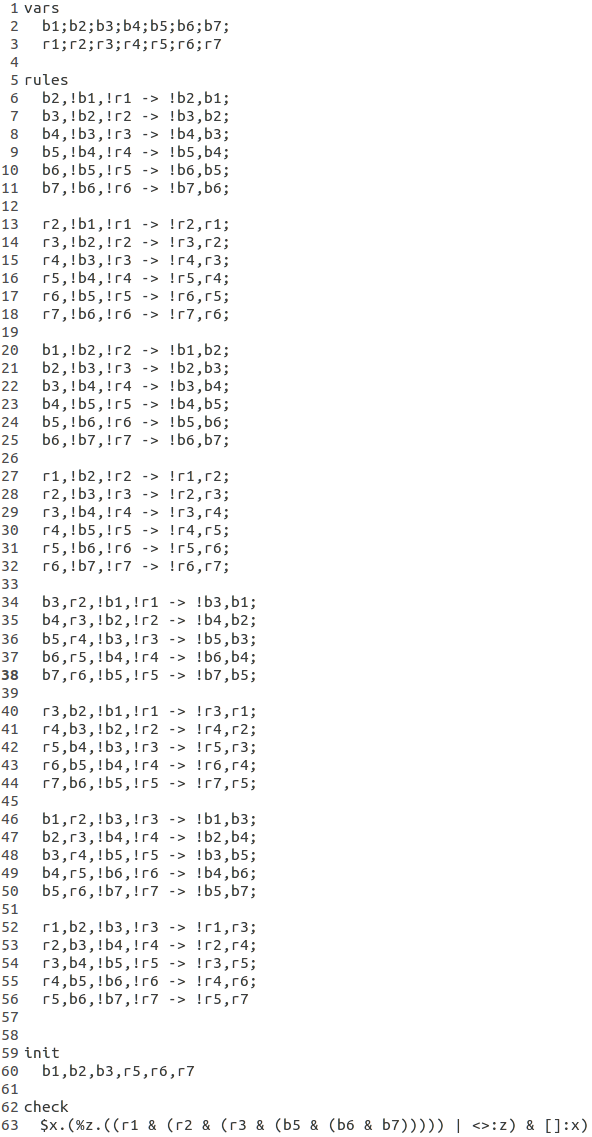 1 vars
2   b1;b2;b3;b4;b5;b6;b7;
3   r1;r2;r3;r4;r5;r6;r7
4
5 rules
6   b2,!b1,!r1 -> !b2,b1;
7   b3,!b2,!r2 -> !b3,b2;
8   b4,!b3,!r3 -> !b4,b3;
9   b5,!b4,!r4 -> !b5,b4;
10   b6,!b5,!r5 -> !b6,b5;
11   b7,!b6,!r6 -> !b7,b6;
12
13   r2,!b1,!r1 -> !r2,r1;
14   r3,!b2,!r2 -> !r3,r2;
15   r4,!b3,!r3 -> !r4,r3;
16   r5,!b4,!r4 -> !r5,r4;
17   r6,!b5,!r5 -> !r6,r5;
18   r7,!b6,!r6 -> !r7,r6;
19
20   b1,!b2,!r2 -> !b1,b2;
21   b2,!b3,!r3 -> !b2,b3;
22   b3,!b4,!r4 -> !b3,b4;
23   b4,!b5,!r5 -> !b4,b5;
24   b5,!b6,!r6 -> !b5,b6;
25   b6,!b7,!r7 -> !b6,b7;
26
27   r1,!b2,!r2 -> !r1,r2;
28   r2,!b3,!r3 -> !r2,r3;
29   r3,!b4,!r4 -> !r3,r4;
30   r4,!b5,!r5 -> !r4,r5;
31   r5,!b6,!r6 -> !r5,r6;
32   r6,!b7,!r7 -> !r6,r7;
33
34   b3,r2,!b1,!r1 -> !b3,b1;
35   b4,r3,!b2,!r2 -> !b4,b2;
36   b5,r4,!b3,!r3 -> !b5,b3;
37   b6,r5,!b4,!r4 -> !b6,b4;
38   b7,r6,!b5,!r5 -> !b7,b5;
39
40   r3,b2,!b1,!r1 -> !r3,r1;
41   r4,b3,!b2,!r2 -> !r4,r2;
42   r5,b4,!b3,!r3 -> !r5,r3;
43   r6,b5,!b4,!r4 -> !r6,r4;
44   r7,b6,!b5,!r5 -> !r7,r5;
45
46   b1,r2,!b3,!r3 -> !b1,b3;
47   b2,r3,!b4,!r4 -> !b2,b4;
48   b3,r4,!b5,!r5 -> !b3,b5;
49   b4,r5,!b6,!r6 -> !b4,b6;
50   b5,r6,!b7,!r7 -> !b5,b7;
51
52   r1,b2,!b3,!r3 -> !r1,r3;
53   r2,b3,!b4,!r4 -> !r2,r4;
54   r3,b4,!b5,!r5 -> !r3,r5;
55   r4,b5,!b6,!r6 -> !r4,r6;
56   r5,b6,!b7,!r7 -> !r5,r7
57
58
59 init
60   b1,b2,b3,r5,r6,r7
61
62 check
63   $x.(%z.((r1 & (r2 & (r3 & (b5 & (b6 & b7))))) | <>:z) & []:x)